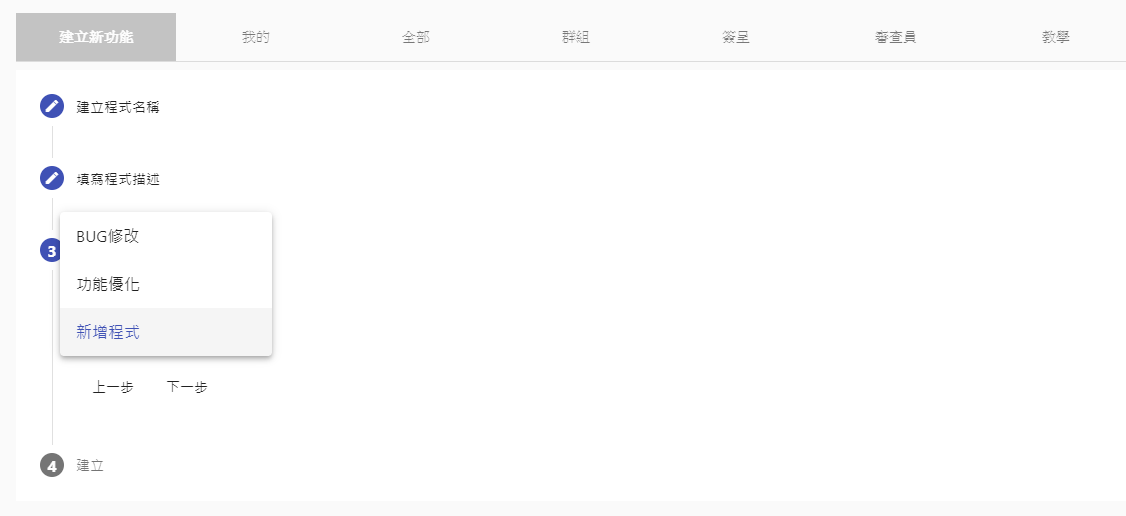 建立新功能 我的 全部 群組 簽呈 審查員 教學
建立程式名稱
填寫程式描述
3
BUG修改
功能優化
新增程式
上一步 下一步
4 建立